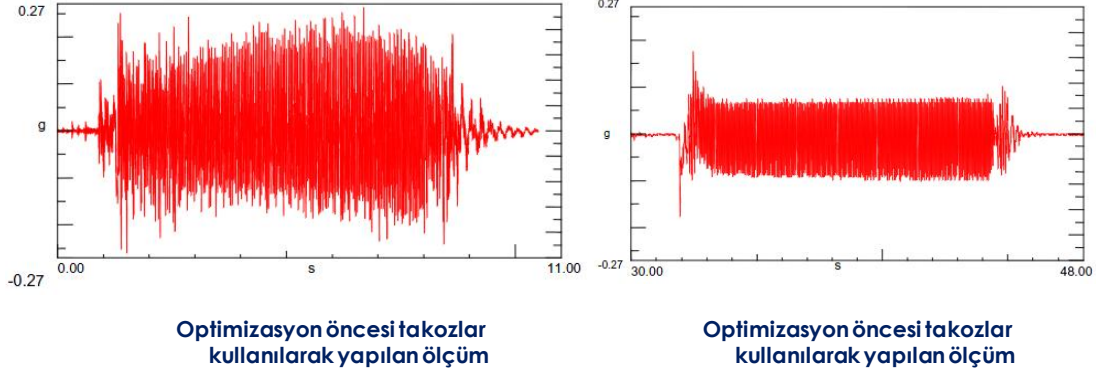 0.27
g
-0.27
0.00
s
11.00
0.27
g
-0.27
30.00
s
48.00
Optimizasyon öncesi takozlar
kullanılarak yapılan ölçüm
Optimizasyon öncesi takozlar
kullanılarak yapılan ölçüm